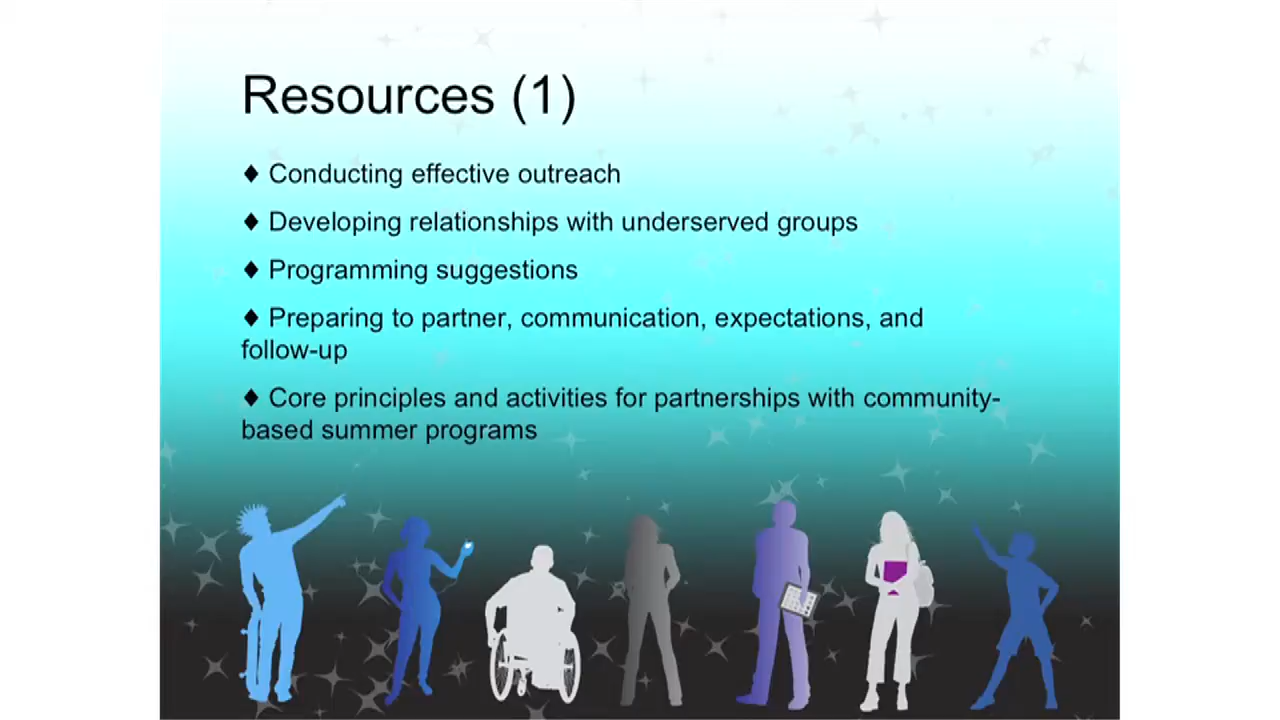 Resources (1)
♦ Conducting effective outreach
♦ Developing relationships with underserved groups
♦ Programming suggestions
♦ Preparing to partner, communication, expectations, and
follow-up
♦ Core principles and activities for partnerships with community-
based summer programs